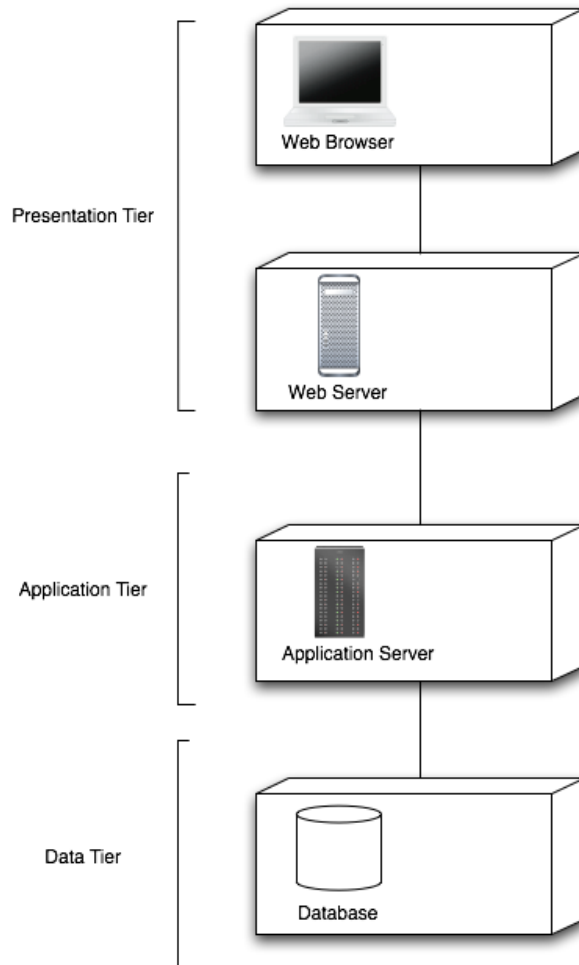 Web Browser
Presentation Tier
Web Server
Application Tier
Application Server
Data Tier
Database